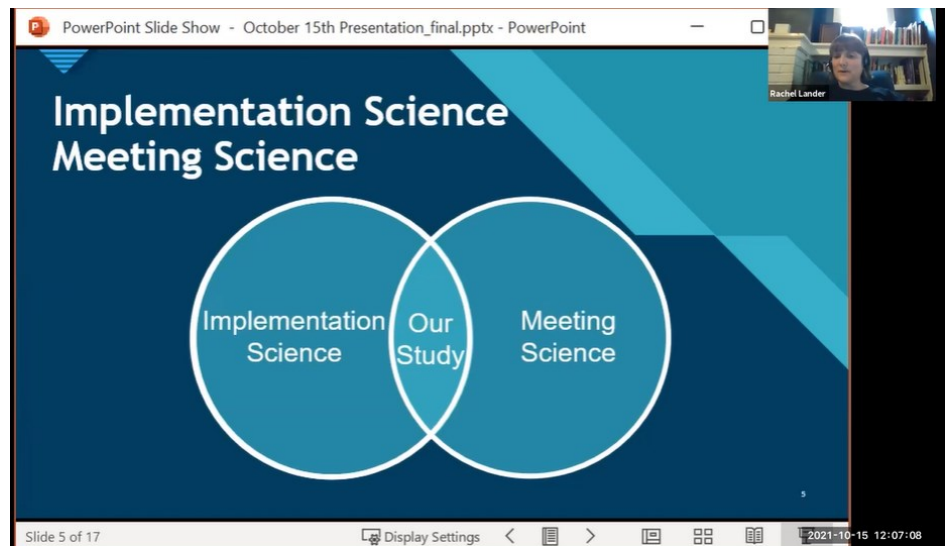 PowerPoint Slide Show - October 15th Presentation_final.pptx - PowerPoint
Rachel Lander
Implementation Science
Meeting Science
Implementation
Science
Our
Study
Meeting
Science
5
Slide 5 of 17
Display Settings
2021-10-15 12:07:08